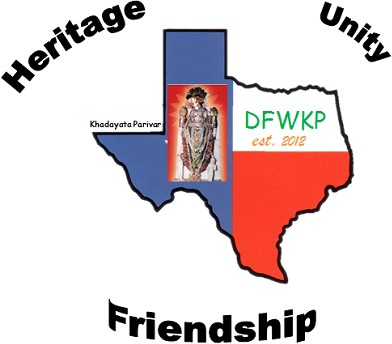 Heritage
Unity
Khadayata Parivar
DFWKP
est. 2012
Friendship